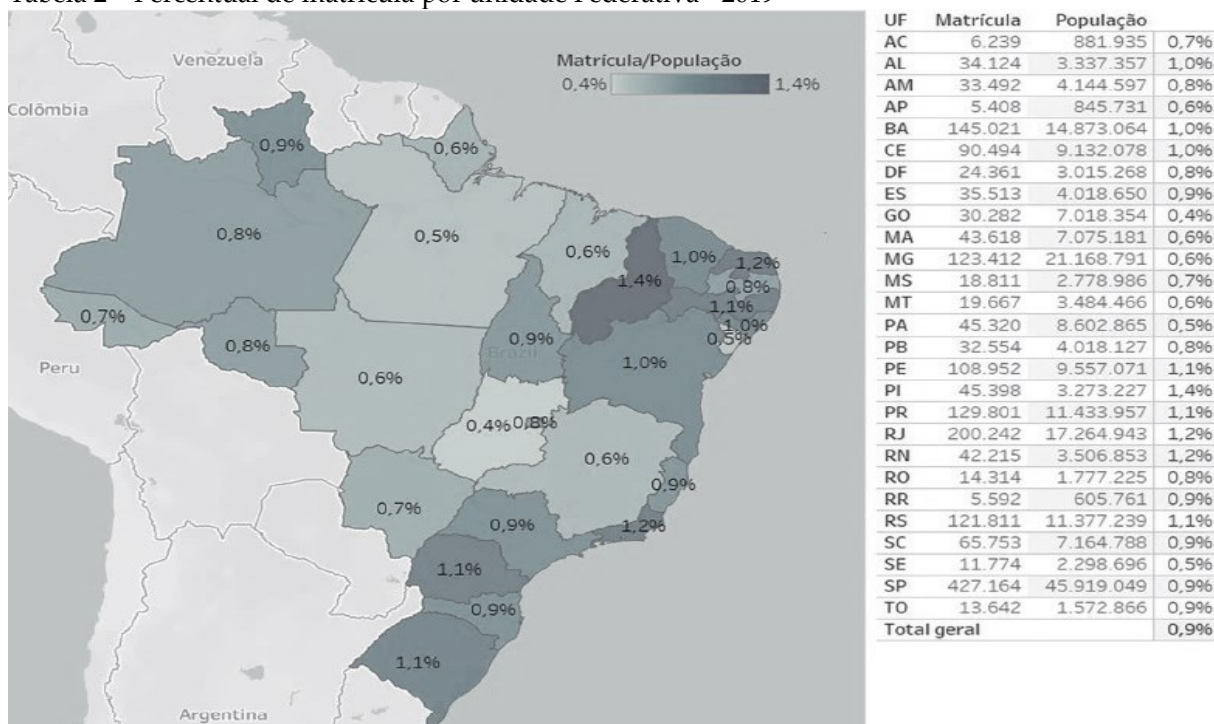 Tabela 2 – Percentual de matrícula por unidade Federativa - 2019
Venezuela
Colômbia
Peru
Brazil
Argentina
Matrícula/População
0,4% 1,4%
0,9%
0,6%
0,8%
0,5%
0,6%
1,0%
1,2%
1,4%
0,8%
1,1%
1,0%
0,5%
0,7%
0,8%
0,9%
1,0%
0,6%
0,4%
0,8%
0,6%
0,9%
0,7%
0,9%
1,2%
1,1%
0,9%
1,1%
UF Matrícula População
AC 6.239 881.935 0,7%
AL 34.124 3.337.357 1,0%
AM 33.492 4.144.597 0,8%
AP 5.408 845.731 0,6%
BA 145.021 14.873.064 1,0%
CE 90.494 9.132.078 1,0%
DF 24.361 3.015.268 0,8%
ES 35.513 4.018.650 0,9%
GO 30.282 7.018.354 0,4%
MA 43.618 7.075.181 0,6%
MG 123.412 21.168.791 0,6%
MS 18.811 2.778.986 0,7%
MT 19.667 3.484.466 0,6%
PA 45.320 8.602.865 0,5%
PB 32.554 4.018.127 0,8%
PE 108.952 9.557.071 1,1%
PI 45.398 3.273.227 1,4%
PR 129.801 11.433.957 1,1%
RJ 200.242 17.264.943 1,2%
RN 42.215 3.506.853 1,2%
RO 14.314 1.777.225 0,8%
RR 5.592 605.761 0,9%
RS 121.811 11.377.239 1,1%
SC 65.753 7.164.788 0,9%
SE 11.774 2.298.696 0,5%
SP 427.164 45.919.049 0,9%
TO 13.642 1.572.866 0,9%
Total geral 0,9%